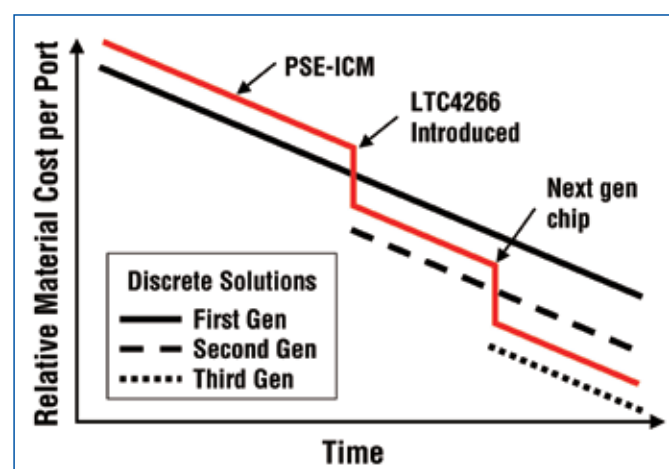 PSE-ICM
LTC4266
Introduced
Next gen
chip
Relative Material Cost per Port
Discrete Solutions
First Gen
Second Gen
Third Gen
Time